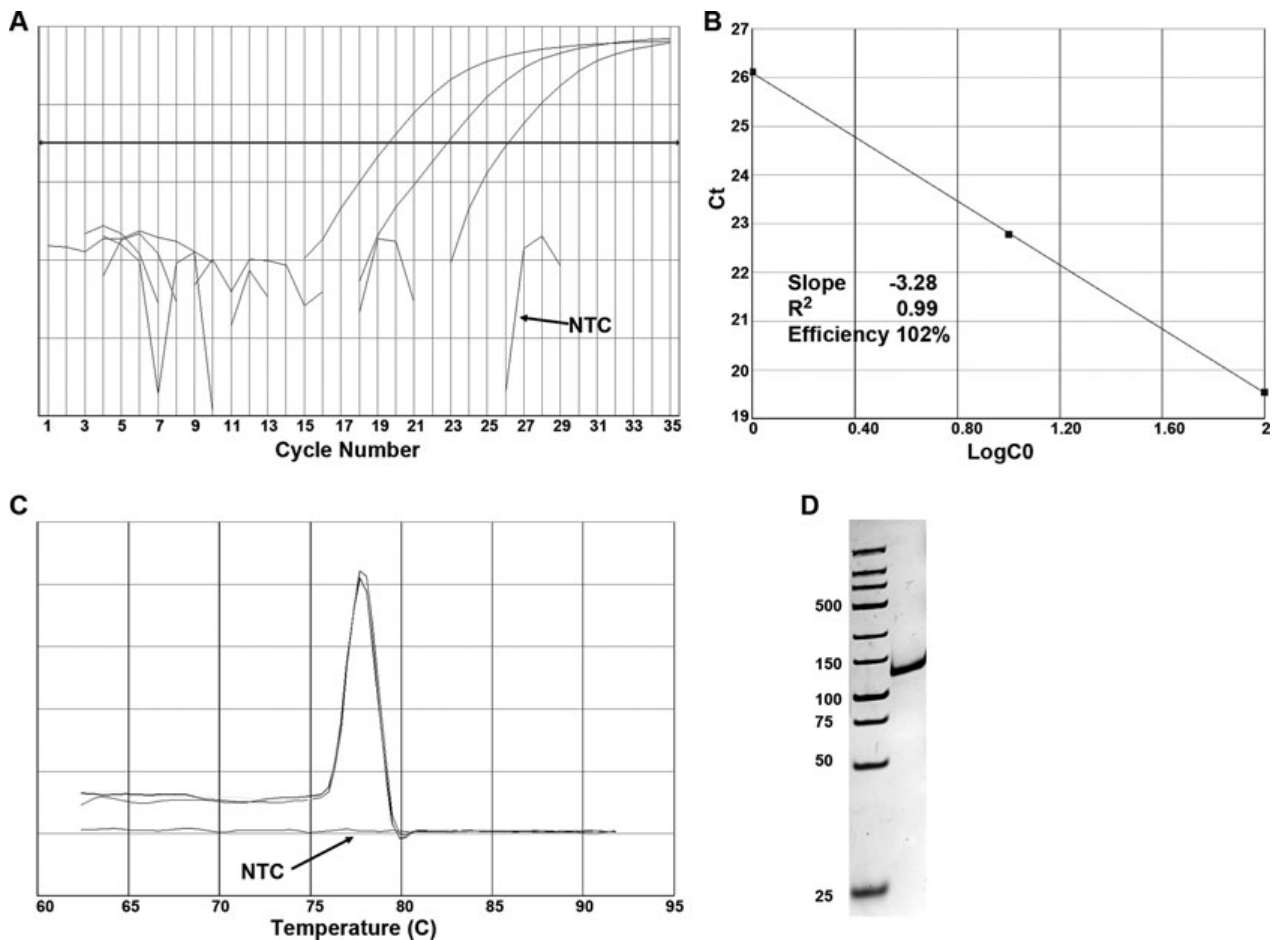 A
NTC
1 3 5 7 9 11 13 15 17 19 21 23 25 27 29 31 33 35
Cycle Number
B
27
26
25
24
23
22
21
20
19
Ct
Slope -3.28
R2 0.99
Efficiency 102%
0 0.40 0.80 1.20 1.60 2
LogC0
C
NTC
60 65 70 75 80 85 90 95
Temperature (C)
D
500
150
100
75
50
25